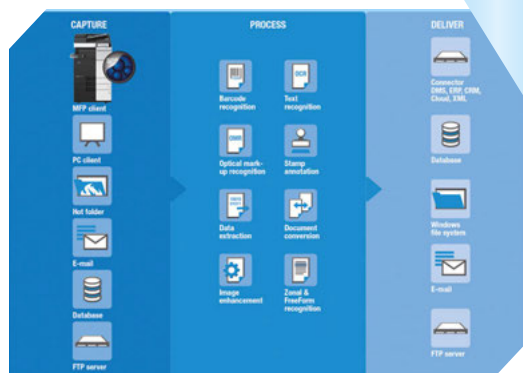 CAPTURE
MFP client
PC client
Hot folder
E-mail
Database
FTP server
PROCESS
Barcode
recognition
OCR
Text
recognition
Optical mark-
up recognition
Stamp
annotation
Data
extraction
Document
conversion
Image
enhancement
Zonal &
FreeForm
recognition
DELIVER
Connector
DMS, ERP, CRM,
Cloud, XML
Database
Windows
file system
E-mail
FTP server